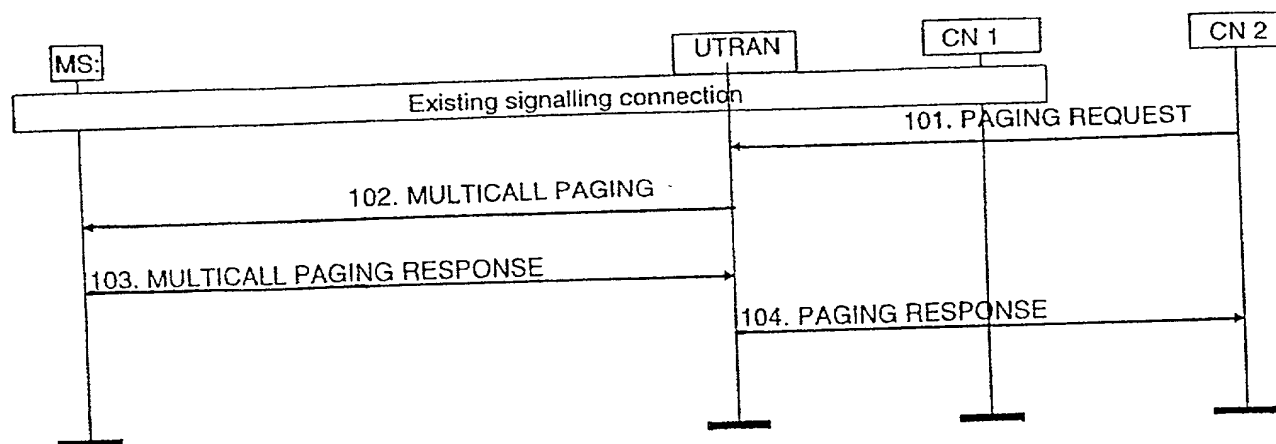 MS:
UTRAN
CN 1
CN 2
Existing signalling connection
101. PAGING REQUEST
102. MULTICALL PAGING
103. MULTICALL PAGING RESPONSE
104. PAGING RESPONSE